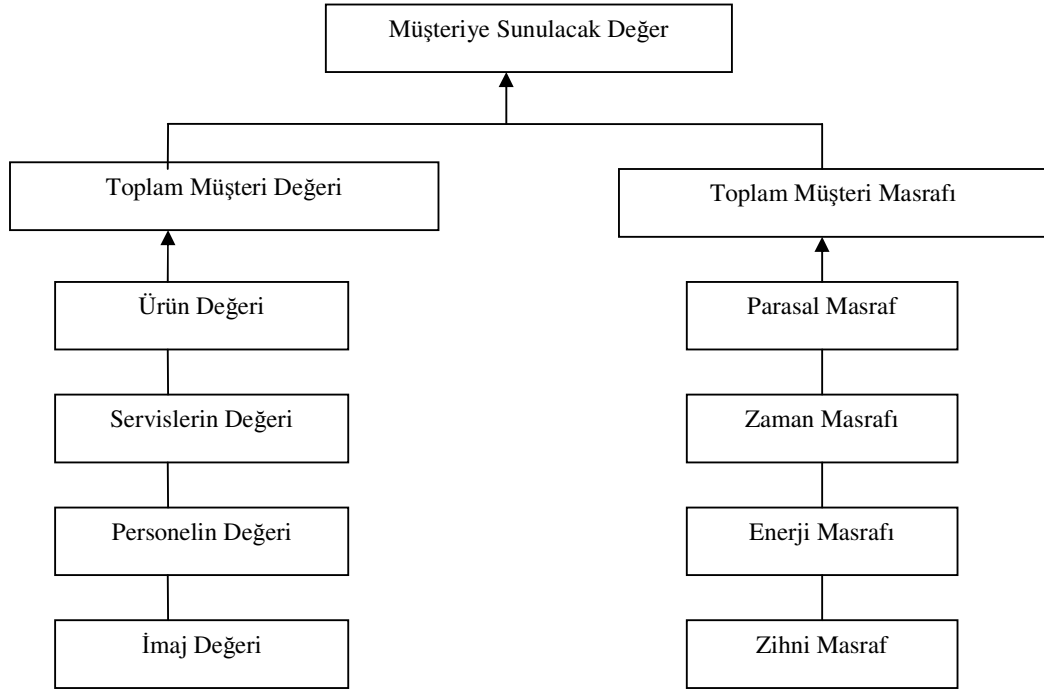 Müşteriye Sunulacak Değer
Toplam Müşteri Değeri
Toplam Müşteri Masrafı
Ürün Değeri
Parasal Masraf
Servislerin Değeri
Zaman Masrafı
Personelin Değeri
Enerji Masrafı
İmaj Değeri
Zihni Masraf